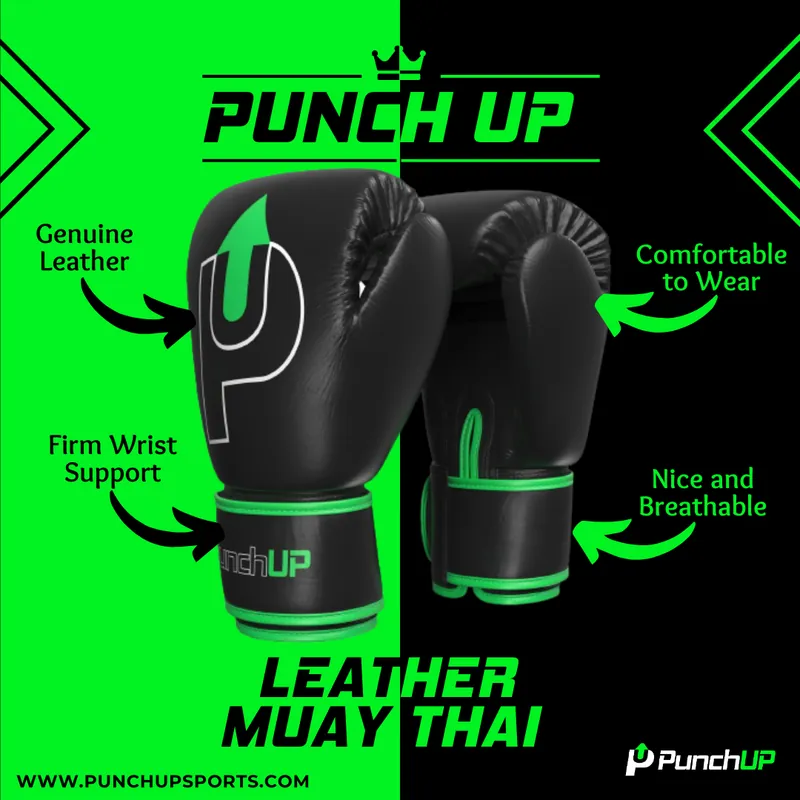 PUNCH UP
Genuine
Leather
Comfortable
to Wear
Firm Wrist
Support
Nice and
Breathable
PunchUP
LEATHER
MUAY THAI
WWW.PUNCHUPSPORTS.COM
PunchUP